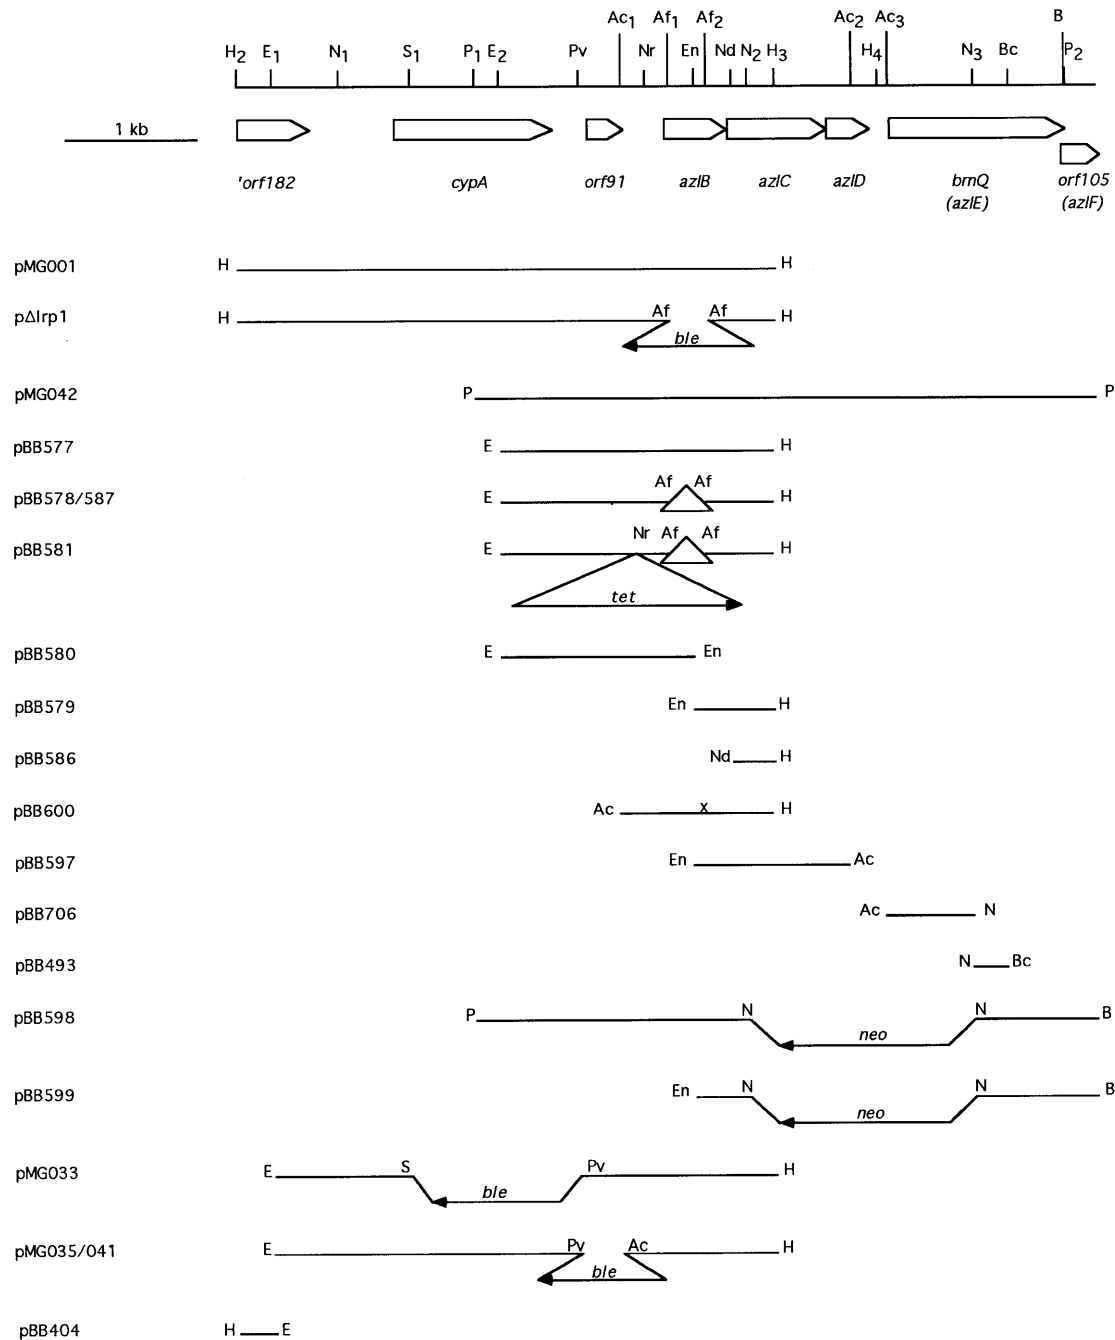 Ac1 Af1 Af2 Ac2 Ac3 B
H2 E1 N1 S1 P1 E2 Pv Nr En Nd N2 H3 H4 N3 Bc P2
1 kb
'orf182 cypA orf91 azlB azlC azlD brnQ orf105
(azlE) (azlF)
pMG001 H H
pΔlrp1 H Af Af H
ble
pMG042 P P
pBB577 E H
pBB578/587 E Af Af H
pBB581 E Nr Af Af H
tet
pBB580 E En
pBB579 En H
pBB586 Nd H
pBB600 Ac x H
pBB597 En Ac
pBB706 Ac N
pBB493 N Bc
pBB598 P N N B
neo
pBB599 En N N B
neo
pMG033 E S Pv H
ble
pMG035/041 E Pv Ac H
ble
pBB404 H E